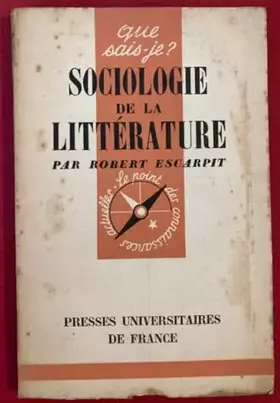 que
sais-je?
SOCIOLOGIE
DE LA
LITTÉRATURE
PAR ROBERT ESCARPIT
Le point des connaissances actuelles
PRESSES UNIVERSITAIRES
DE FRANCE